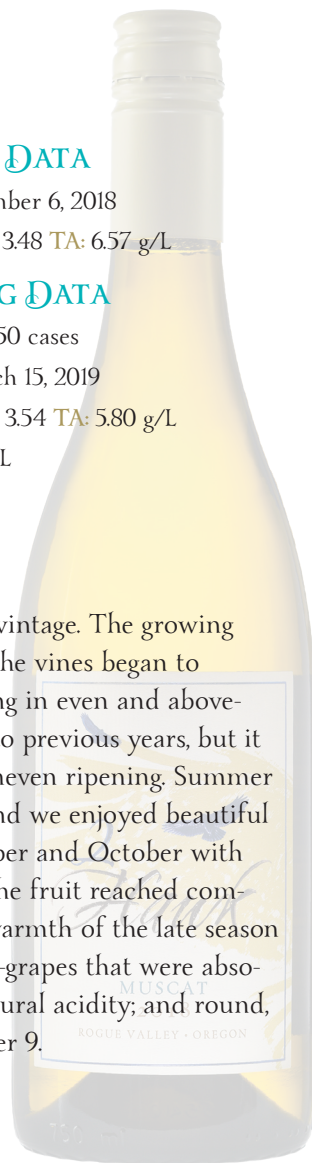 Data
mber 6, 2018
3.48 TA: 6.57 g/L
g Data
50 cases
ch 15, 2019
3.54 TA: 5.80 g/L
L
vintage. The growing
he vines began to
ng in even and above-
o previous years, but it
neven ripening. Summer
nd we enjoyed beautiful
ber and October with
he fruit reached com-
warmth of the late season
-grapes that were abso-
ural acidity; and round,
er 9.
Hawk
MUSCAT
2018
ROGUE VALLEY • OREGON